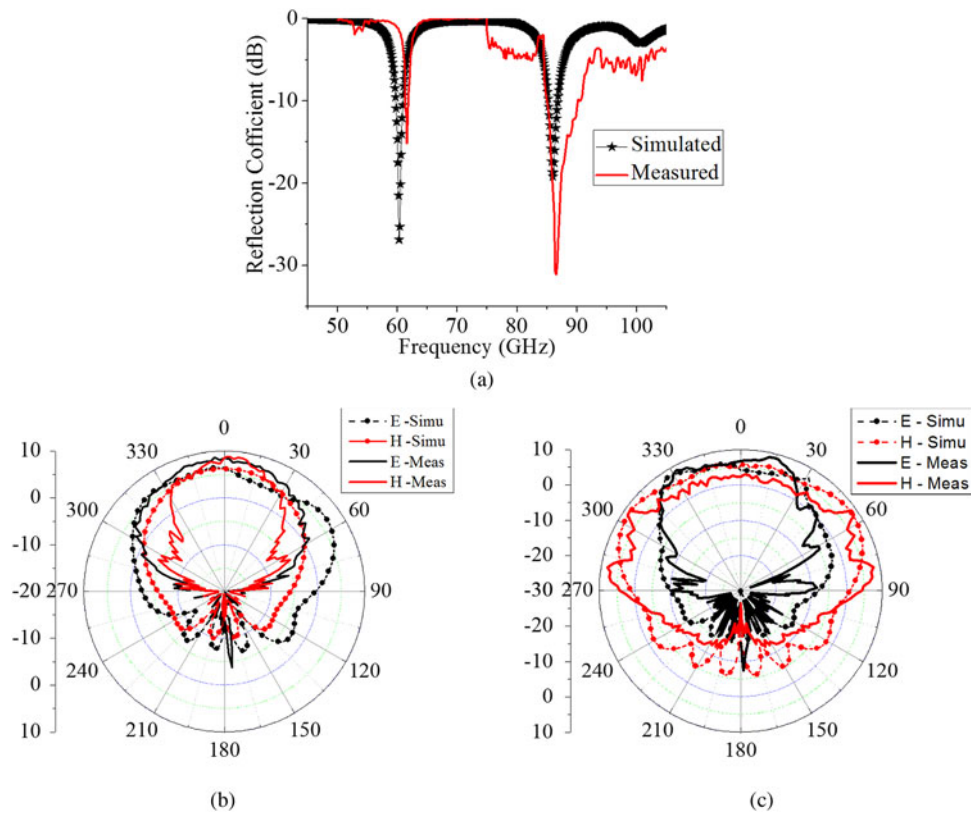 0
-10
-20
-30
Reflection Cofficient (dB)
Simulated
Measured
50 60 70 80 90 100
Frequency (GHz)
(a)
E -Simu
H -Simu
E -Meas
H -Meas
0
30
60
90
120
150
180
210
240
270
300
330
10
0
-10
-20
-10
0
10
(b)
E - Simu
H - Simu
E - Meas
H - Meas
0
30
60
90
120
150
180
210
240
270
300
330
10
0
-10
-20
-30
-20
-10
0
10
(c)